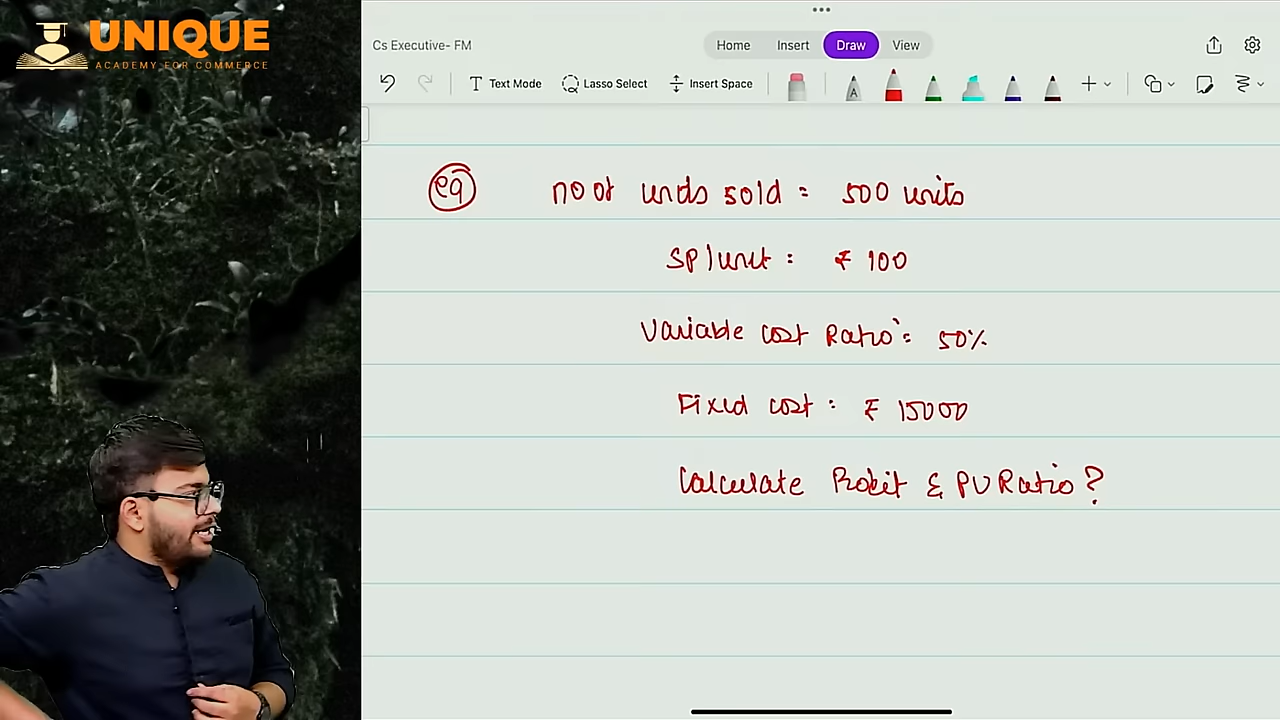 UNIQUE
ACADEMY FOR COMMERCE
Cs Executive- FM
Home Insert Draw View
Text Mode Lasso Select Insert Space
eg no of units sold = 500 units
SP/unit : ₹ 100
Variable cost Ratio = 50%
Fixed cost : ₹ 15000
Calculate Profit & PV Ratio?